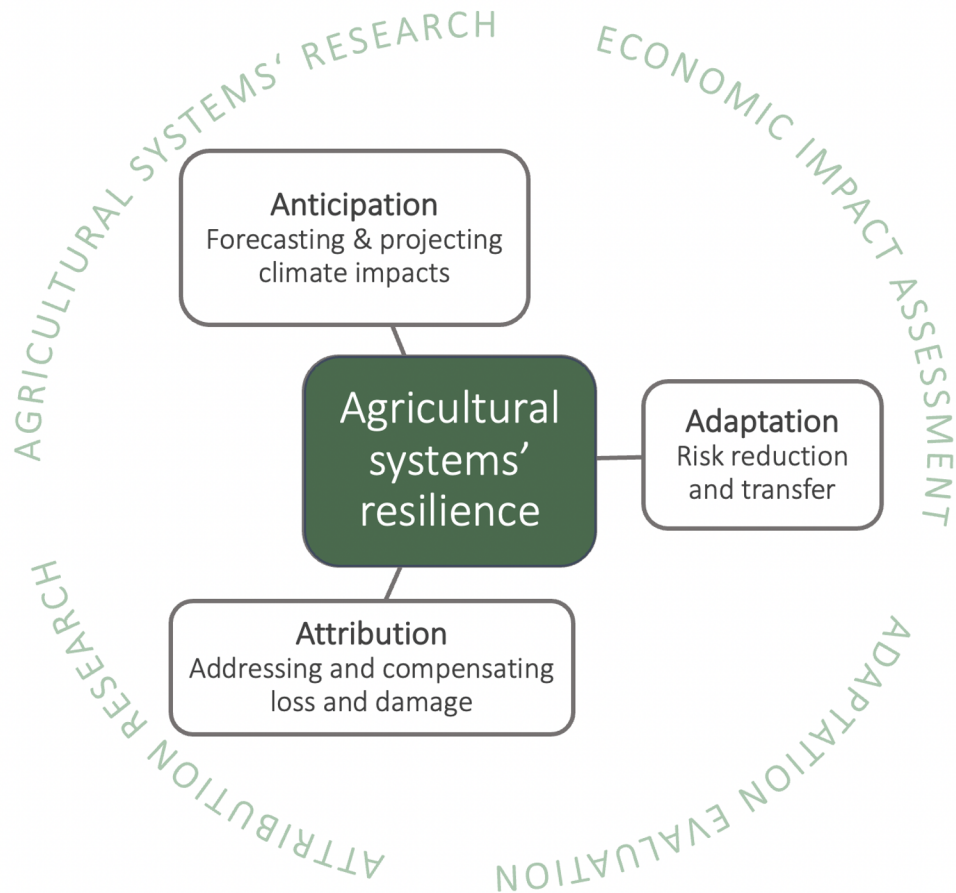 AGRICULTURAL SYSTEMS‘ RESEARCH
ECONOMIC IMPACT ASSESSMENT
Anticipation
Forecasting & projecting
climate impacts
Agricultural
systems’
resilience
Adaptation
Risk reduction
and transfer
Attribution
Addressing and compensating
loss and damage
ATTRIBUTION RESEARCH
ADAPTATION EVALUATION